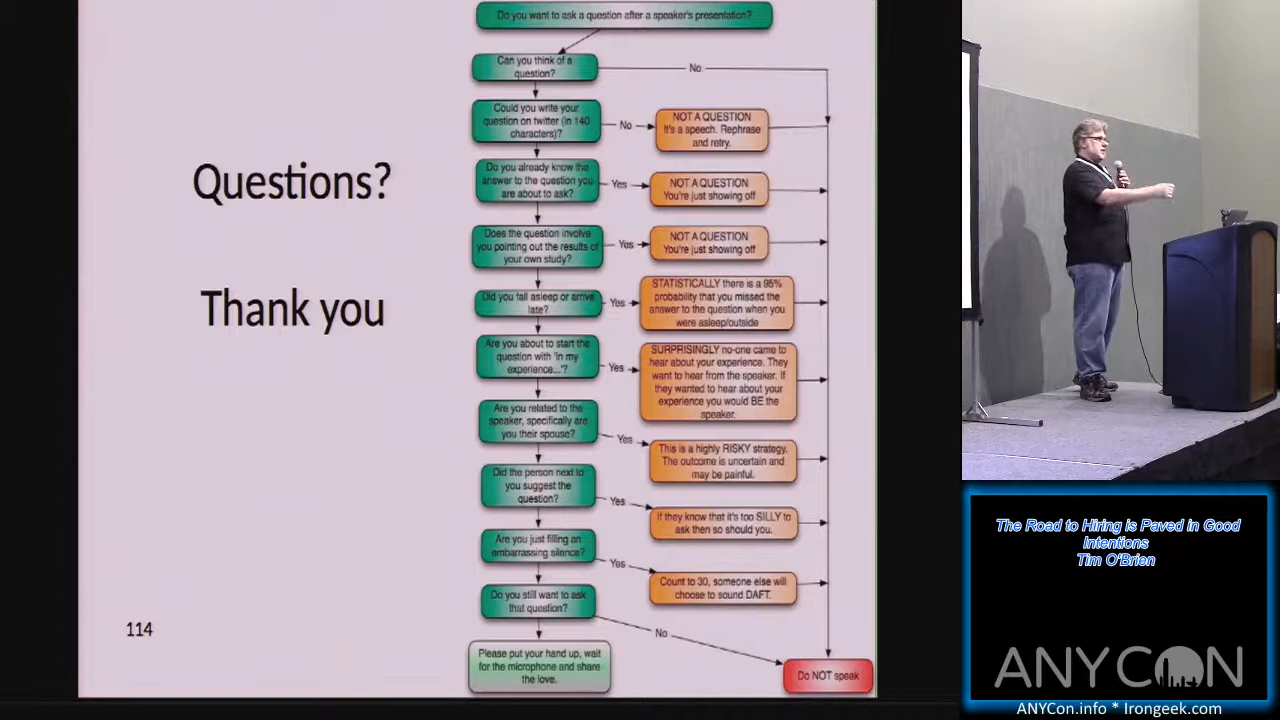 Questions?
Thank you
114
Do you want to ask a question after a speaker's presentation?
Can you think of a
question?
No
Could you write your
question on twitter (in 140
characters)?
No
NOT A QUESTION
It's a speech. Rephrase
and retry.
Do you already know the
answer to the question you
are about to ask?
Yes
NOT A QUESTION
You're just showing off
Does the question involve
you pointing out the results of
your own study?
Yes
NOT A QUESTION
You're just showing off
Did you fall asleep or arrive
late?
Yes
STATISTICALLY there is a 95%
probability that you missed the
answer to the question when you
were asleep/outside
Are you about to start the
question with 'in my
experience...'?
Yes
SURPRISINGLY no-one came to
hear about your experience. They
want to hear from the speaker. If
they wanted to hear about your
experience you would BE the
speaker.
Are you related to the
speaker, specifically are
you their spouse?
Yes
This is a highly RISKY strategy.
The outcome is uncertain and
may be painful.
Did the person next to
you suggest the
question?
Yes
If they know that it's too SILLY to
ask then so should you.
Are you just filling an
embarrassing silence?
Yes
Count to 30, someone else will
choose to sound DAFT.
Do you still want to ask
that question?
No
Please put your hand up, wait
for the microphone and share
the love.
Do NOT speak
The Road to Hiring is Paved in Good
Intentions
Tim O'Brien
ANYCON
ANYCon.info * Irongeek.com